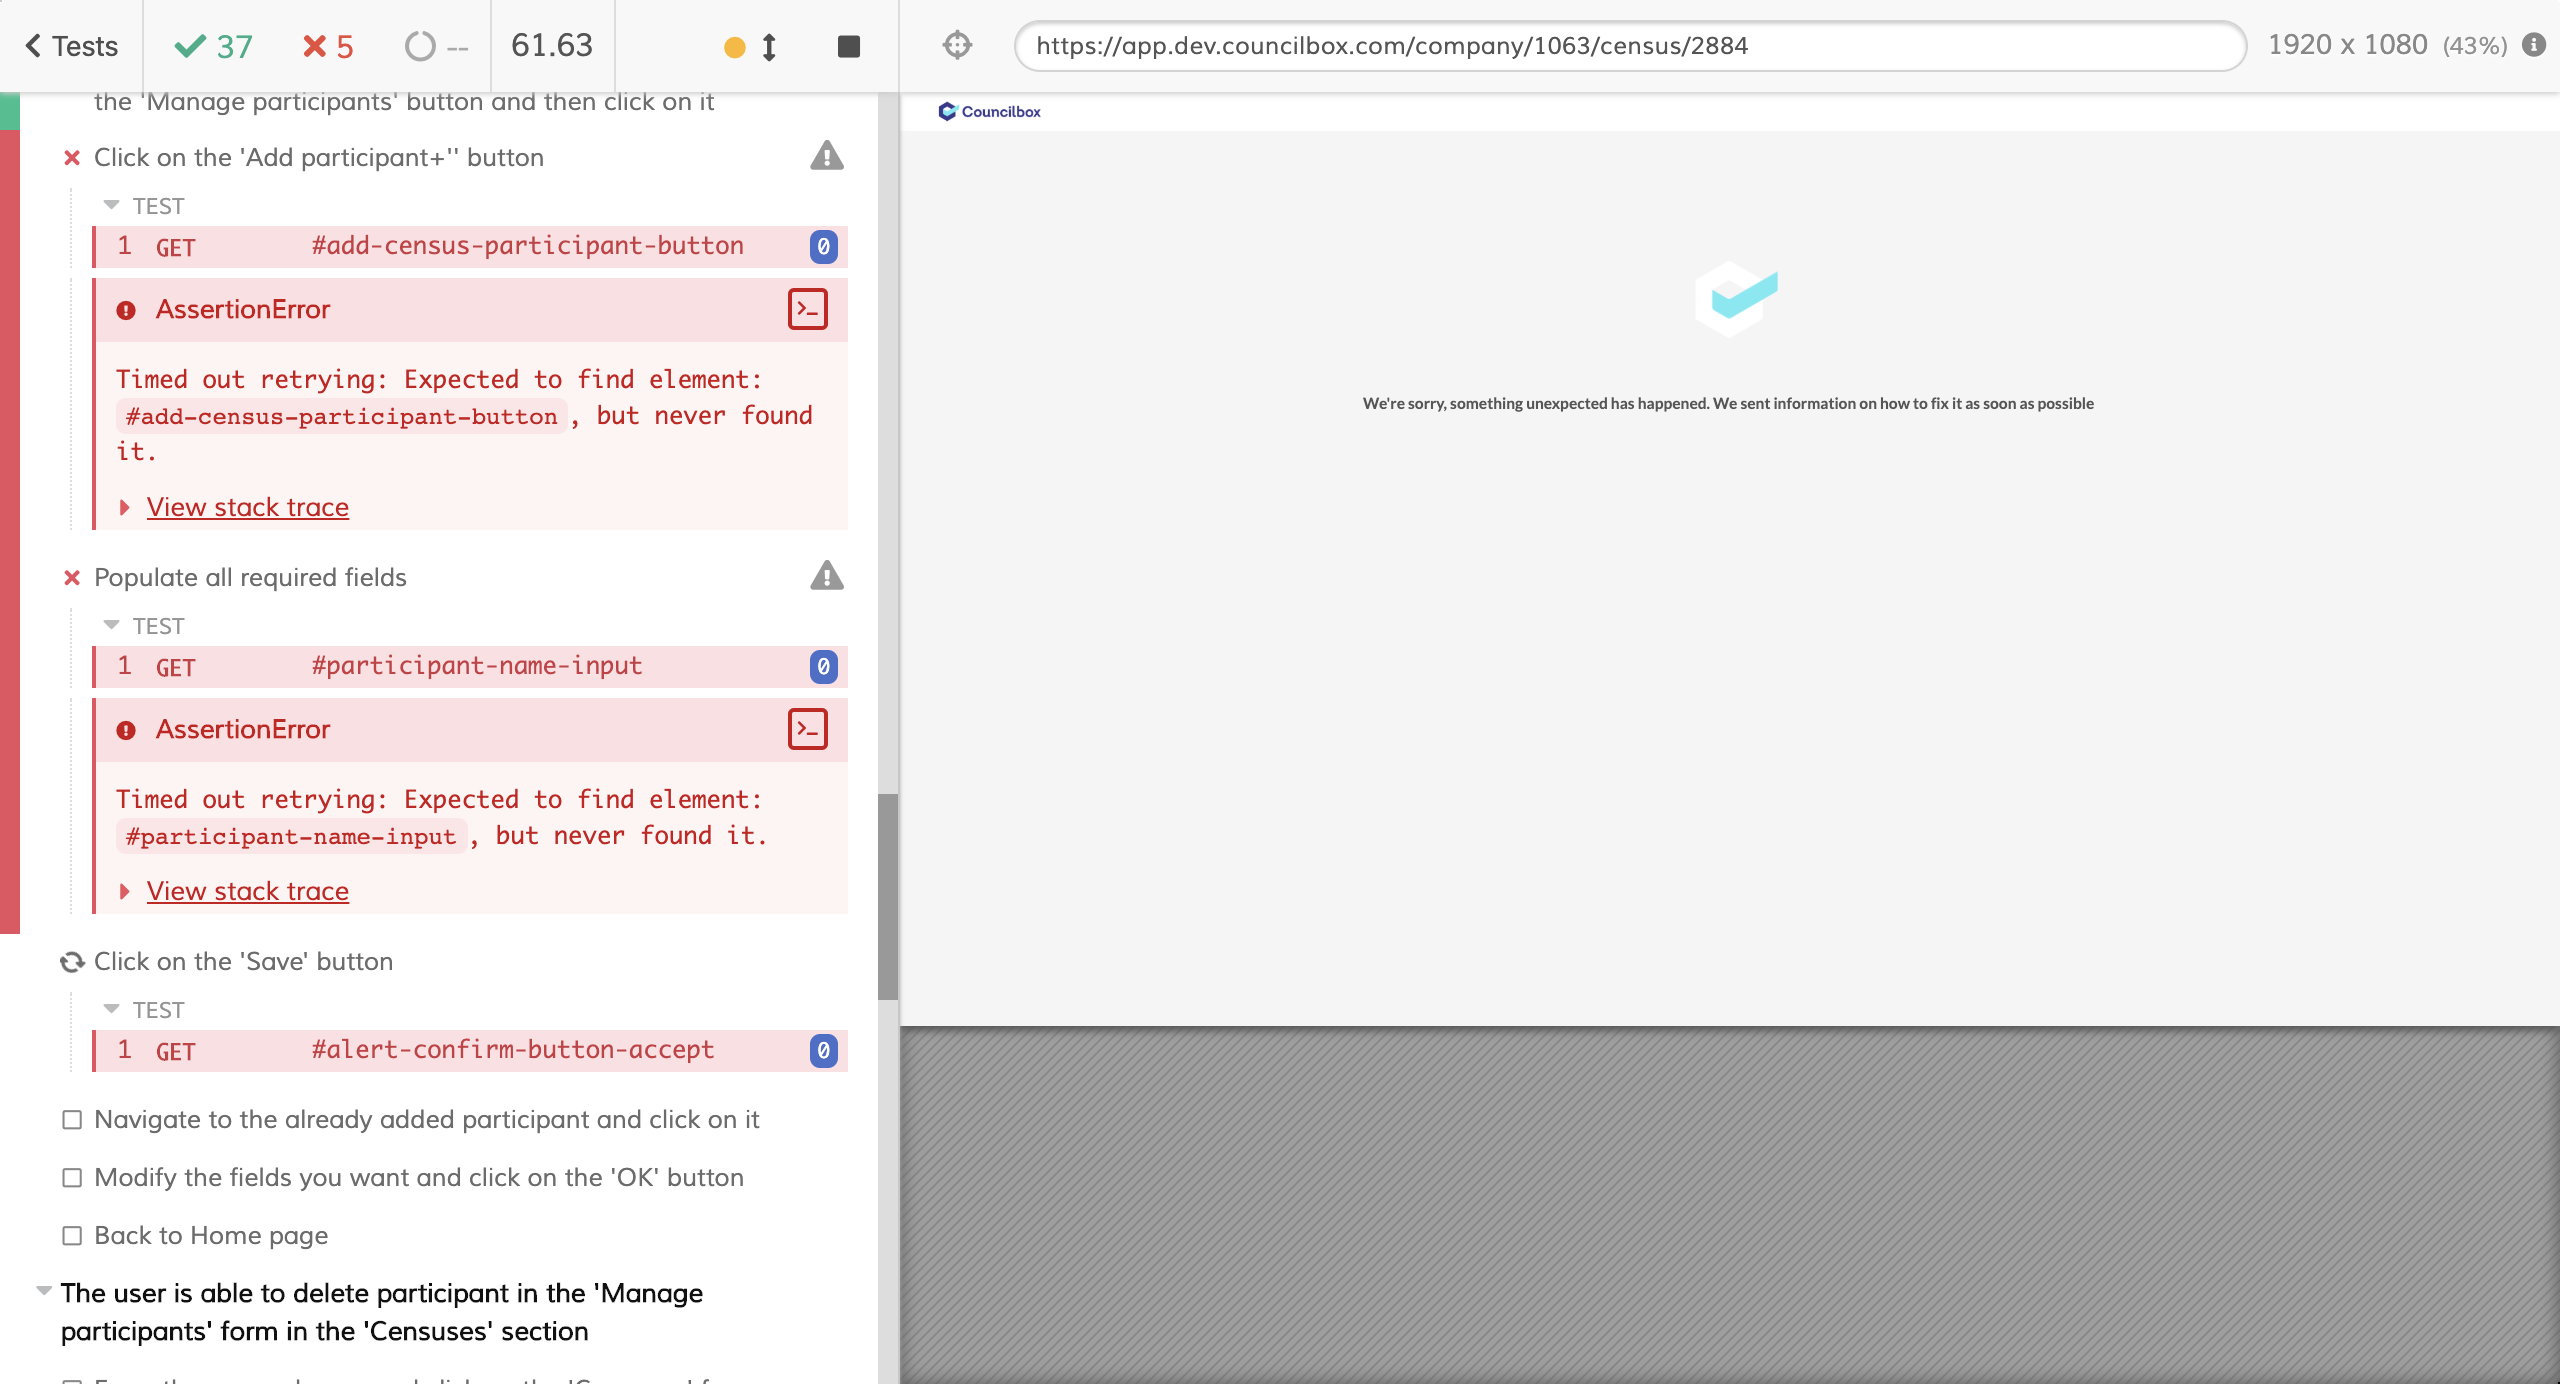 Tests
37
5
--
61.63
https://app.dev.councilbox.com/company/1063/census/2884
1920 x 1080 (43%)
the 'Manage participants' button and then click on it
Click on the 'Add participant+'' button
TEST
1 GET #add-census-participant-button 0
AssertionError
Timed out retrying: Expected to find element:
#add-census-participant-button, but never found
it.
View stack trace
Populate all required fields
TEST
1 GET #participant-name-input 0
AssertionError
Timed out retrying: Expected to find element:
#participant-name-input, but never found it.
View stack trace
Click on the 'Save' button
TEST
1 GET #alert-confirm-button-accept 0
Navigate to the already added participant and click on it
Modify the fields you want and click on the 'OK' button
Back to Home page
The user is able to delete participant in the 'Manage
participants' form in the 'Censuses' section
Councilbox
We're sorry, something unexpected has happened. We sent information on how to fix it as soon as possible